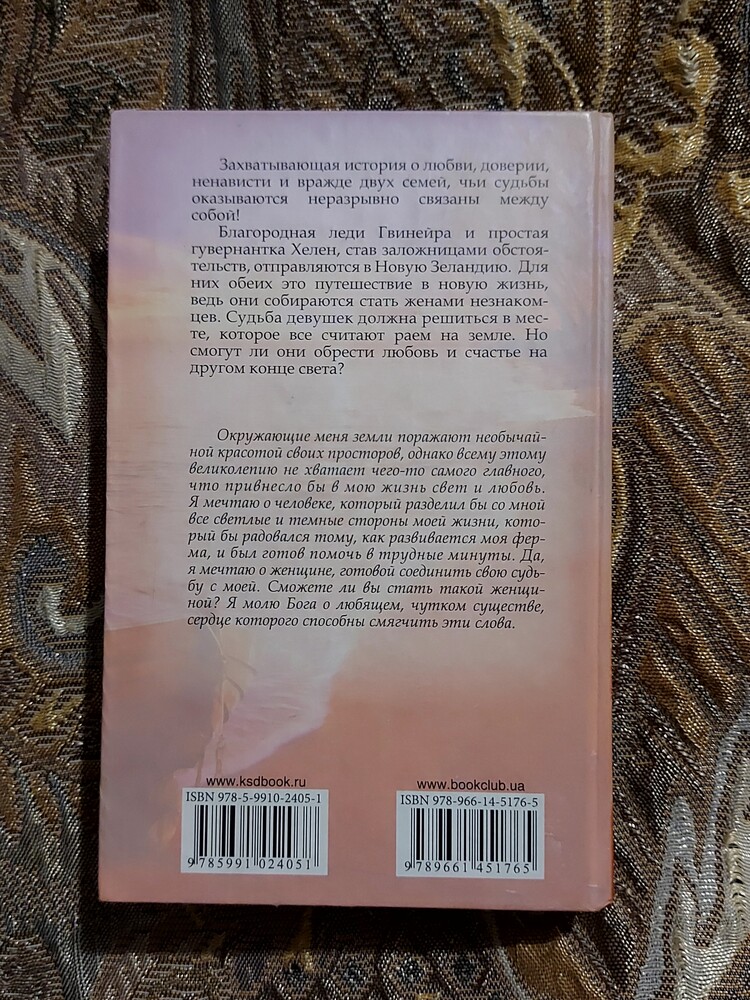 Захватывающая история о любви, доверии,
ненависти и вражде двух семей, чьи судьбы
оказываются неразрывно связаны между
собой!
Благородная леди Гвинейра и простая
гувернантка Хелен, став заложницами обстоя-
тельств, отправляются в Новую Зеландию. Для
них обеих это путешествие в новую жизнь,
ведь они собираются стать женами незнаком-
цев. Судьба девушек должна решиться в мес-
те, которое все считают раем на земле. Но
смогут ли они обрести любовь и счастье на
другом конце света?
Окружающие меня земли поражают необычай-
ной красотой своих просторов, однако всему этому
великолепию не хватает чего-то самого главного,
что привнесло бы в мою жизнь свет и любовь.
Я мечтаю о человеке, который разделил бы со мной
все светлые и темные стороны моей жизни, кото-
рый бы радовался тому, как развивается моя фер-
ма, и был готов помочь в трудные минуты. Да,
я мечтаю о женщине, готовой соединить свою судь-
бу с моей. Сможете ли вы стать такой женщи-
ной? Я молю Бога о любящем, чутком существе,
сердце которого способны смягчить эти слова.
www.ksdbook.ru
ISBN 978-5-9910-2405-1
9 785991 024051
www.bookclub.ua
ISBN 978-966-14-5176-5
9 789661 451765